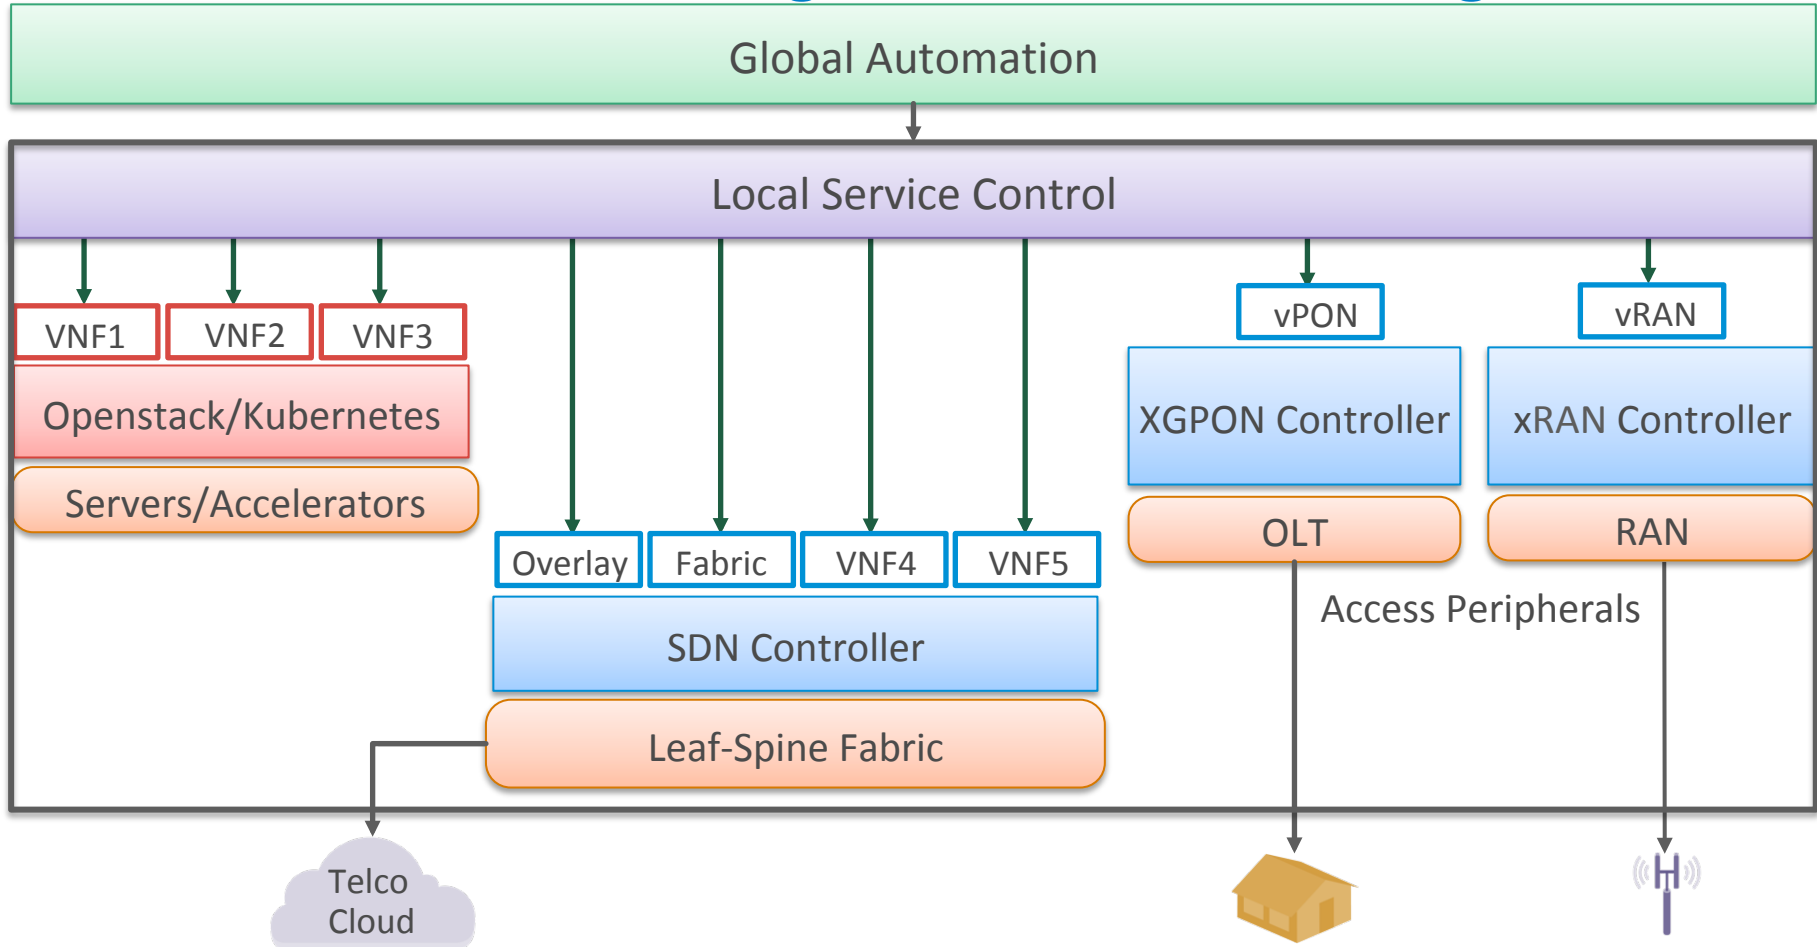 Global Automation
Local Service Control
VNF1
VNF2
VNF3
vPON
vRAN
Openstack/Kubernetes
XGPON Controller
xRAN Controller
Servers/Accelerators
OLT
RAN
Overlay
Fabric
VNF4
VNF5
Access Peripherals
SDN Controller
Leaf-Spine Fabric
Telco
Cloud